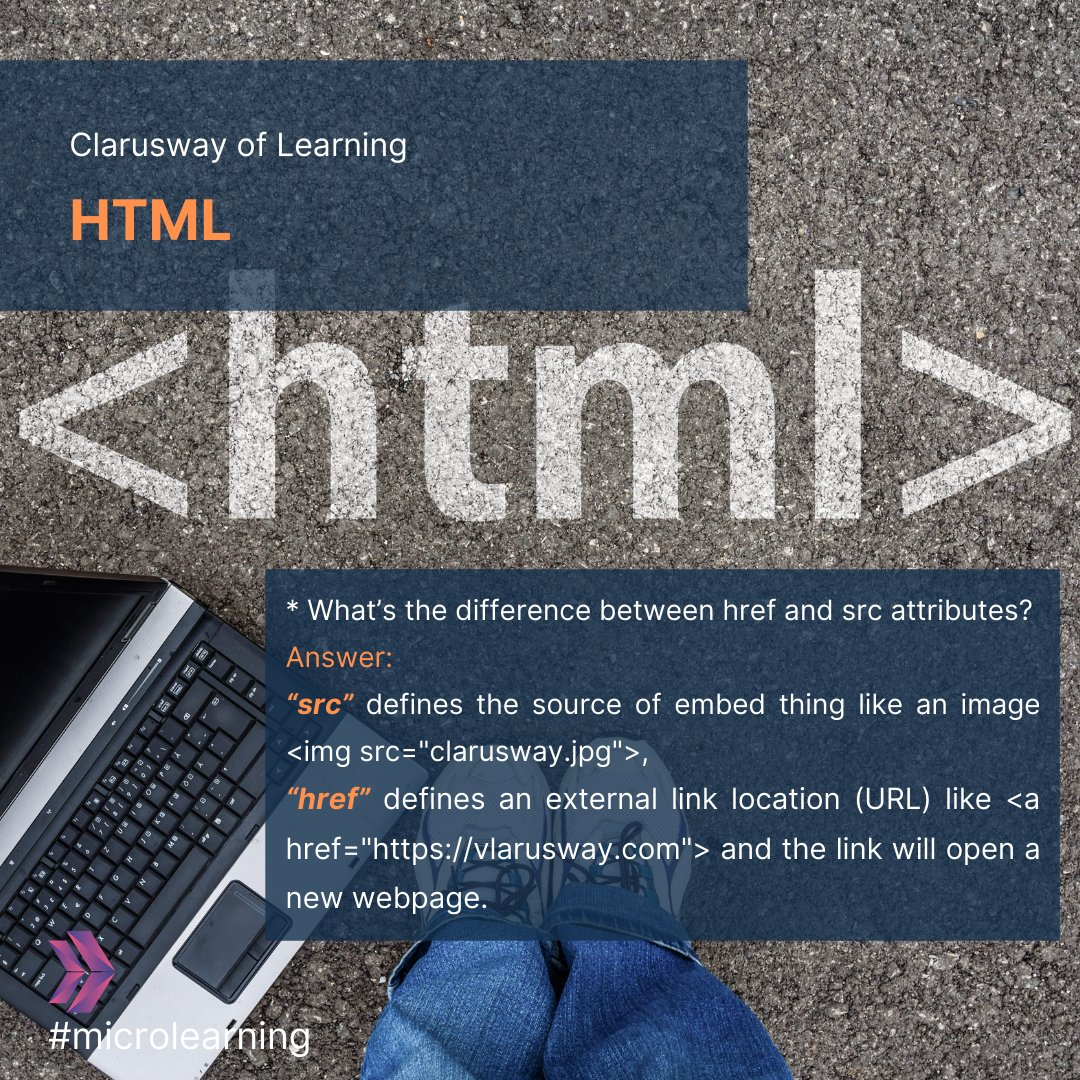 Clarusway of Learning
HTML
<html>
* What’s the difference between href and src attributes?
Answer:
“src” defines the source of embed thing like an image
<img src="clarusway.jpg">,
“href” defines an external link location (URL) like <a
href="https://vlarusway.com"> and the link will open a
new webpage.
#microlearning